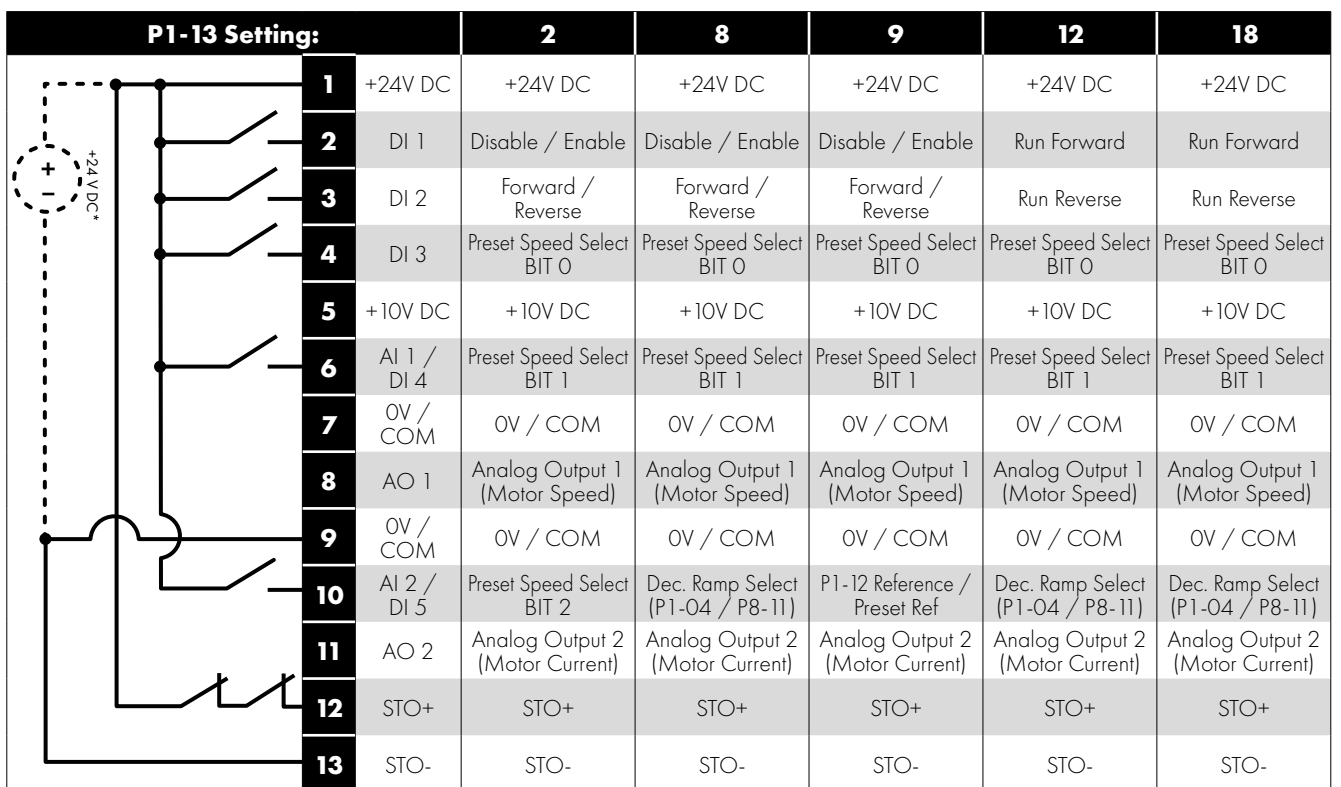 P1-13 Setting: 2 8 9 12 18
1 +24V DC +24V DC +24V DC +24V DC +24V DC +24V DC
2 DI 1 Disable / Enable Disable / Enable Disable / Enable Run Forward Run Forward
3 DI 2 Forward / Reverse Forward / Reverse Forward / Reverse Run Reverse Run Reverse
4 DI 3 Preset Speed Select BIT 0 Preset Speed Select BIT 0 Preset Speed Select BIT 0 Preset Speed Select BIT 0 Preset Speed Select BIT 0
5 +10V DC +10V DC +10V DC +10V DC +10V DC +10V DC
6 AI 1 / DI 4 Preset Speed Select BIT 1 Preset Speed Select BIT 1 Preset Speed Select BIT 1 Preset Speed Select BIT 1 Preset Speed Select BIT 1
7 0V / COM 0V / COM 0V / COM 0V / COM 0V / COM 0V / COM
8 AO 1 Analog Output 1 (Motor Speed) Analog Output 1 (Motor Speed) Analog Output 1 (Motor Speed) Analog Output 1 (Motor Speed) Analog Output 1 (Motor Speed)
9 0V / COM 0V / COM 0V / COM 0V / COM 0V / COM 0V / COM
10 AI 2 / DI 5 Preset Speed Select BIT 2 Dec. Ramp Select (P1-04 / P8-11) P1-12 Reference / Preset Ref Dec. Ramp Select (P1-04 / P8-11) Dec. Ramp Select (P1-04 / P8-11)
11 AO 2 Analog Output 2 (Motor Current) Analog Output 2 (Motor Current) Analog Output 2 (Motor Current) Analog Output 2 (Motor Current) Analog Output 2 (Motor Current)
12 STO+ STO+ STO+ STO+ STO+ STO+
13 STO- STO- STO- STO- STO- STO-
+
−
+24 V DC*